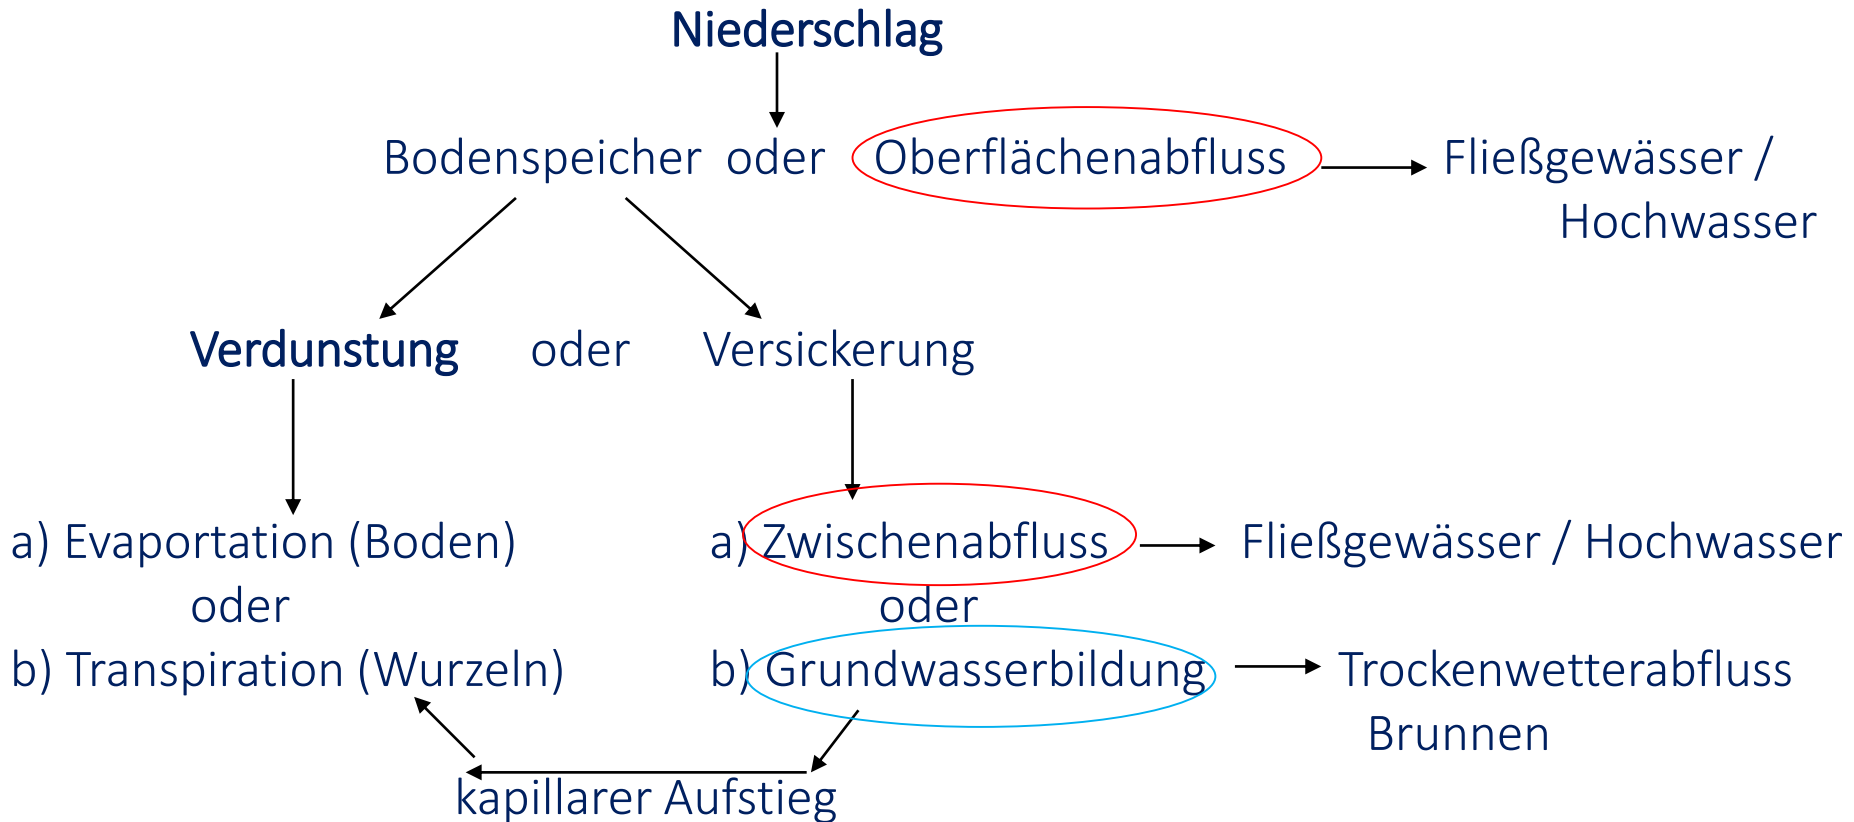 Niederschlag
Bodenspeicher oder Oberflächenabfluss Fließgewässer /
Hochwasser
Verdunstung oder Versickerung
a) Evaportation (Boden) a) Zwischenabfluss Fließgewässer / Hochwasser
oder oder
b) Transpiration (Wurzeln) b) Grundwasserbildung Trockenwetterabfluss
Brunnen
kapillarer Aufstieg